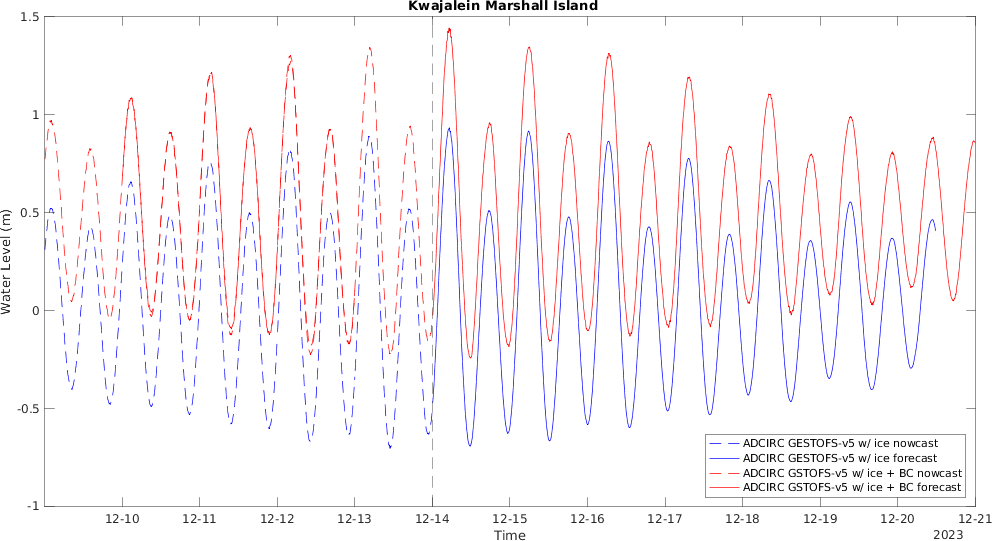 Kwajalein Marshall Island
1.5
1
0.5
0
-0.5
-1
Water Level (m)
ADCIRC GESTOFS-v5 w/ ice nowcast
ADCIRC GESTOFS-v5 w/ ice forecast
ADCIRC GSTOFS-v5 w/ ice + BC nowcast
ADCIRC GSTOFS-v5 w/ ice + BC forecast
12-10 12-11 12-12 12-13 12-14 12-15 12-16 12-17 12-18 12-19 12-20 12-21
Time
2023